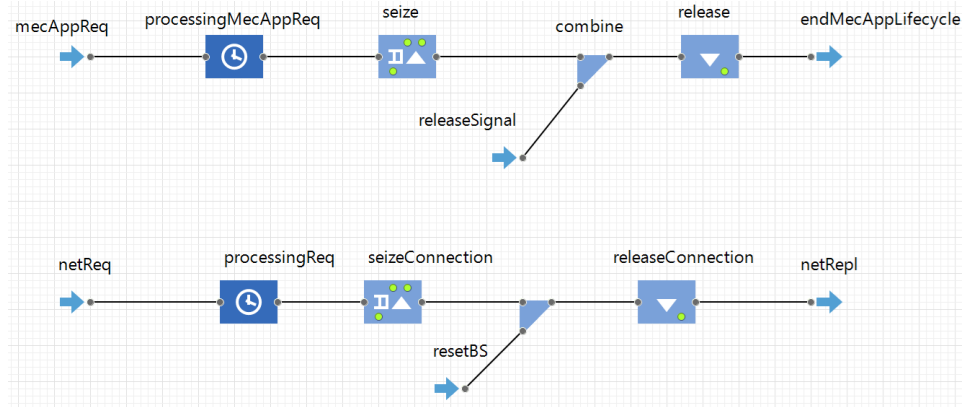 mecAppReq
processingMecAppReq
seize
combine
release
endMecAppLifecycle
releaseSignal
netReq
processingReq
seizeConnection
releaseConnection
netRepl
resetBS